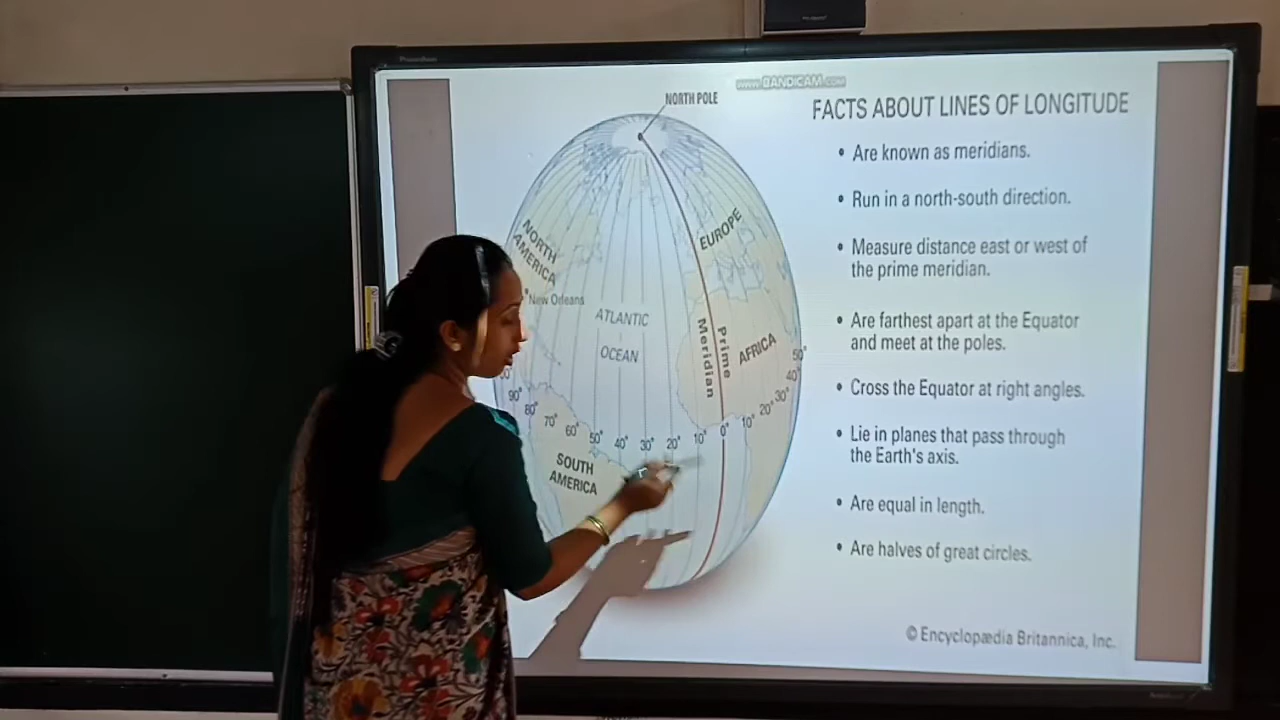 www.BANDICAM.com
NORTH POLE
FACTS ABOUT LINES OF LONGITUDE
• Are known as meridians.
• Run in a north-south direction.
• Measure distance east or west of
the prime meridian.
• Are farthest apart at the Equator
and meet at the poles.
• Cross the Equator at right angles.
• Lie in planes that pass through
the Earth's axis.
• Are equal in length.
• Are halves of great circles.
© Encyclopædia Britannica, Inc.
NORTH
AMERICA
EUROPE
New Orleans
ATLANTIC
OCEAN
Prime
Meridian
AFRICA
90° 80° 70° 60° 50° 40° 30° 20° 10° 0° 10° 20° 30° 40° 50°
SOUTH
AMERICA